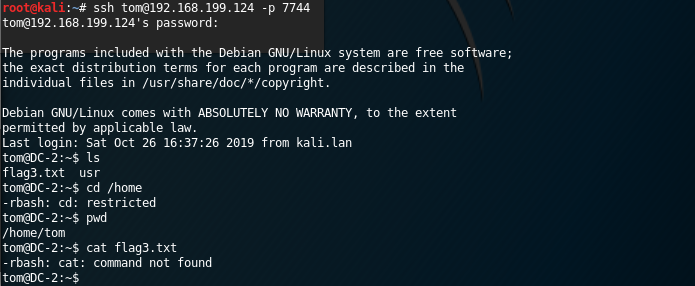 root@kali:~# ssh tom@192.168.199.124 -p 7744
tom@192.168.199.124's password:
The programs included with the Debian GNU/Linux system are free software;
the exact distribution terms for each program are described in the
individual files in /usr/share/doc/*/copyright.
Debian GNU/Linux comes with ABSOLUTELY NO WARRANTY, to the extent
permitted by applicable law.
Last login: Sat Oct 26 16:37:26 2019 from kali.lan
tom@DC-2:~$ ls
flag3.txt  usr
tom@DC-2:~$ cd /home
-rbash: cd: restricted
tom@DC-2:~$ pwd
/home/tom
tom@DC-2:~$ cat flag3.txt
-rbash: cat: command not found
tom@DC-2:~$